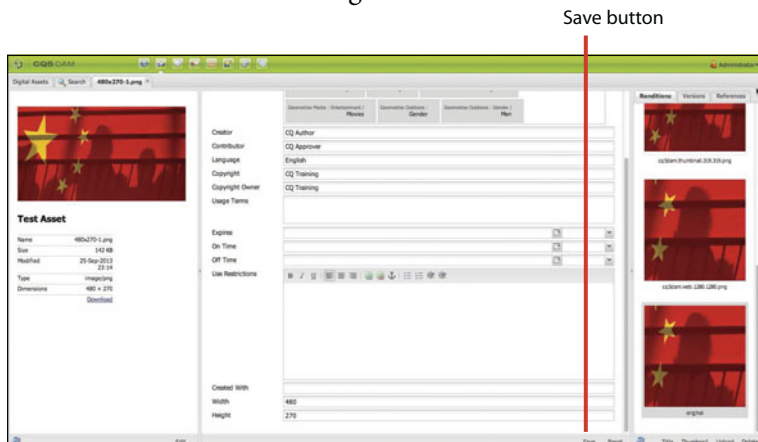 Save button
CQ5 DAM
Administrator
Digital Assets
Search
480x270-1.png
Test Asset
Name 480x270-1.png
Size 142 KB
Modified 25-Sep-2013
23:14
Type image/png
Dimensions 480 × 270
Download
Edit
Geometrixx Media : Entertainment /
Movies
Geometrixx Outdoors :
Gender
Geometrixx Outdoors : Gender /
Men
Creator CQ Author
Contributor CQ Approver
Language English
Copyright CQ Training
Copyright Owner CQ Training
Usage Terms
Expires
On Time
Off Time
Use Restrictions
B I U
Created With
Width 480
Height 270
Save Reset
Renditions Versions References
cq5dam.thumbnail.319.319.png
cq5dam.web.1280.1280.png
original
Title Thumbnail Upload Delete